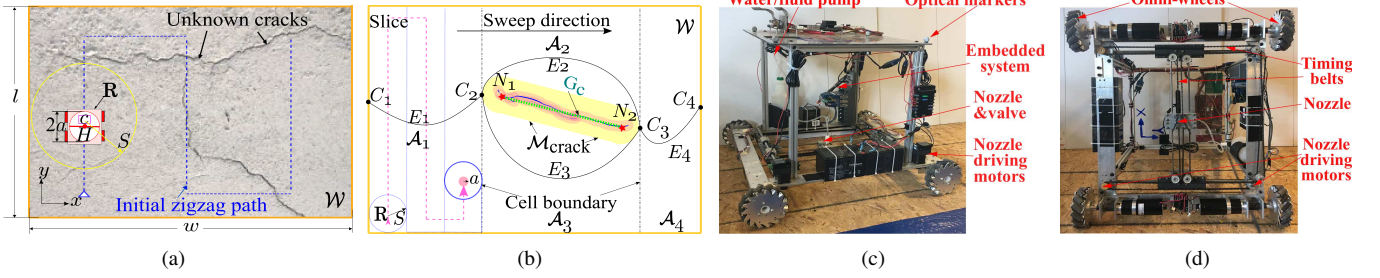 Unknown cracks
l
R
2a
c
H
S
y
x
Initial zigzag path
W
w
(a)
Slice
Sweep direction
W
A2
E2
C1
C2
N1
Gc
N2
C4
E1
A1
C3
Mcrack
E4
E3
a
Cell boundary
R
S
A3
A4
(b)
Water/fluid pump
Optical markers
Embedded
system
Nozzle
&valve
Nozzle
driving
motors
(c)
Omni-wheels
Timing
belts
Nozzle
X
Y
Nozzle
driving
motors
(d)